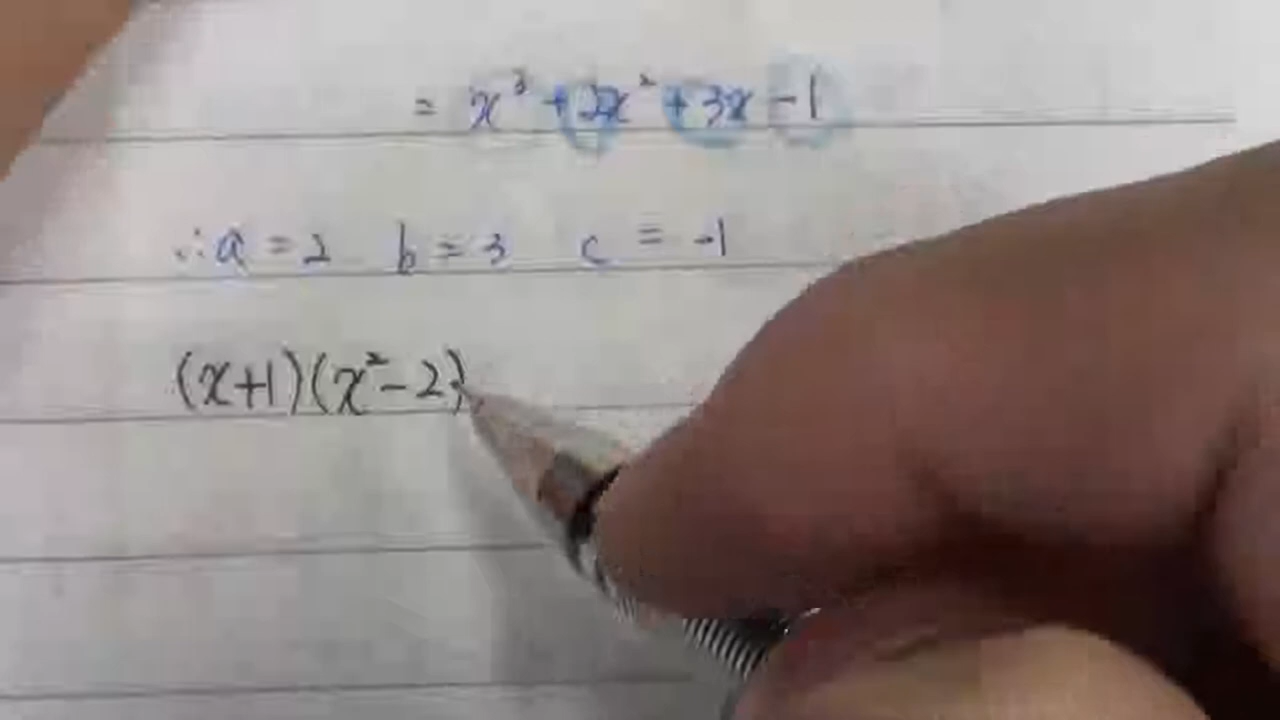 = x³ + 2x² + 3x - 1
∴ a = 2 b = 3 c = -1
(x+1)(x²-2)